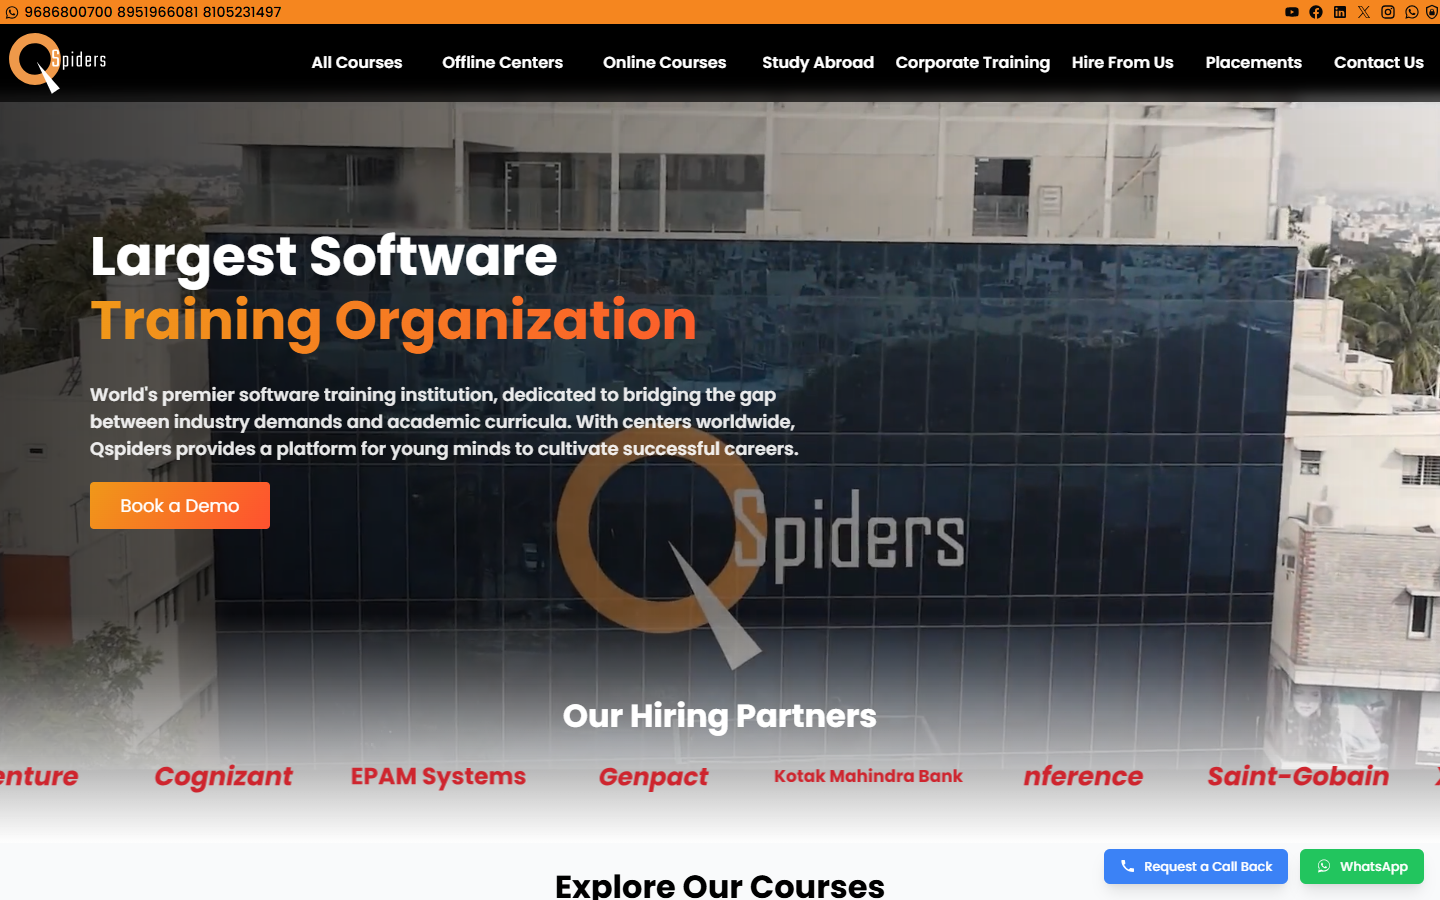 9686800700 8951966081 8105231497
QSpiders
All Courses
Offline Centers
Online Courses
Study Abroad
Corporate Training
Hire From Us
Placements
Contact Us
Largest Software
Training Organization
World's premier software training institution, dedicated to bridging the gap
between industry demands and academic curricula. With centers worldwide,
Qspiders provides a platform for young minds to cultivate successful careers.
Book a Demo
QSpiders
Our Hiring Partners
enture
Cognizant
EPAM Systems
Genpact
Kotak Mahindra Bank
nference
Saint-Gobain
Explore Our Courses
Request a Call Back
WhatsApp